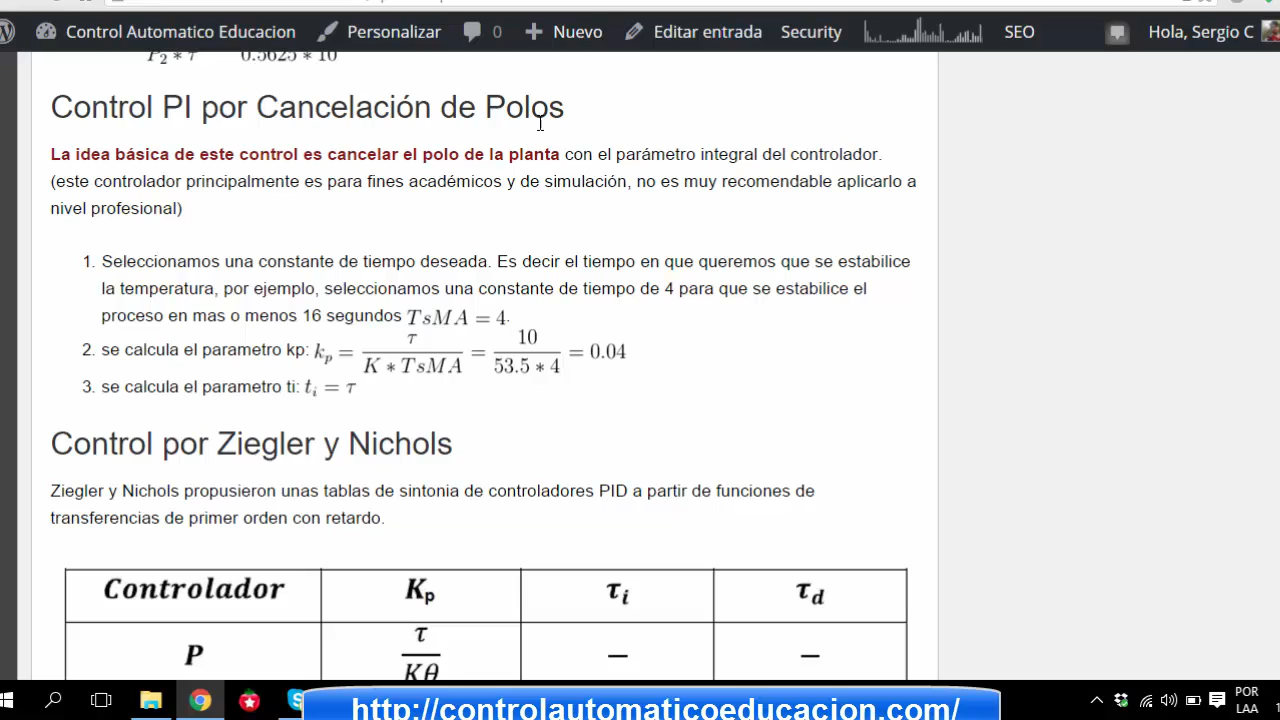 Control Automatico Educacion Personalizar 0 Nuevo Editar entrada Security SEO Hola, Sergio C
P₂ * τ 0.5625 * 10
Control PI por Cancelación de Polos
La idea básica de este control es cancelar el polo de la planta con el parámetro integral del controlador.
(este controlador principalmente es para fines académicos y de simulación, no es muy recomendable aplicarlo a
nivel profesional)
1. Seleccionamos una constante de tiempo deseada. Es decir el tiempo en que queremos que se estabilice
la temperatura, por ejemplo, seleccionamos una constante de tiempo de 4 para que se estabilice el
proceso en mas o menos 16 segundos TsMA = 4.
2. se calcula el parametro kp: kₚ = τ / (K * TsMA) = 10 / (53.5 * 4) = 0.04
3. se calcula el parametro ti: tᵢ = τ
Control por Ziegler y Nichols
Ziegler y Nichols propusieron unas tablas de sintonia de controladores PID a partir de funciones de
transferencias de primer orden con retardo.
Controlador Kₚ τᵢ τ_d
P τ / Kθ – –
POR
LAA
http://controlautomaticoeducacion.com/